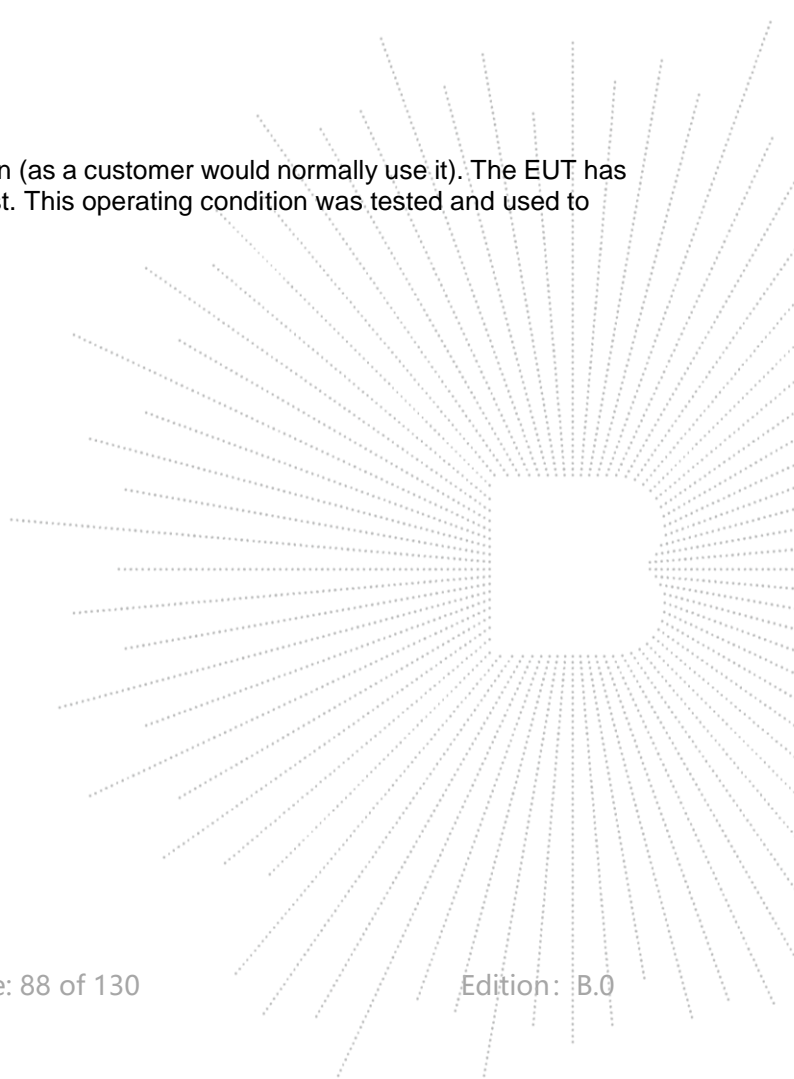 n (as a customer would normally use it). The EUT has
st. This operating condition was tested and used to
e: 88 of 130 Edition: B.0